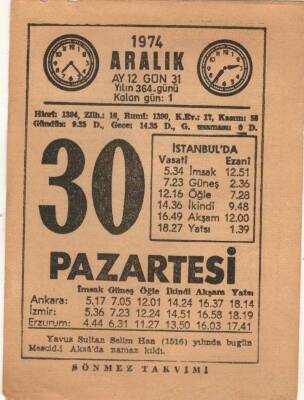 1974
ARALIK
AY 12 GÜN 31
Yılın 364.günü
Kalan gün: 1
Hicri: 1394, Zilh.: 16, Rumi: 1390, K.Ev.: 17, Kasım: 53
Gündüz: 9.25 D., Gece: 14.35 D., G. uzaması: 0 D.
30
İSTANBUL'DA
Vasati Ezani
5.34 İmsak 12.51
7.23 Güneş 2.36
12.16 Öğle 7.28
14.36 İkindi 9.48
16.49 Akşam 12.00
18.27 Yatsı 1.39
PAZARTESİ
İmsak Güneş Öğle İkindi Akşam Yatsı
Ankara: 5.17 7.05 12.01 14.24 16.37 18.14
İzmir: 5.36 7.23 12.24 14.51 16.58 18.19
Erzurum: 4.44 6.31 11.27 13.50 16.03 17.41
Yavuz Sultan Selim Han (1516) yılında bugün
Mescid-i Aksâ'da namaz kıldı.
SÖNMEZ TAKVİMİ